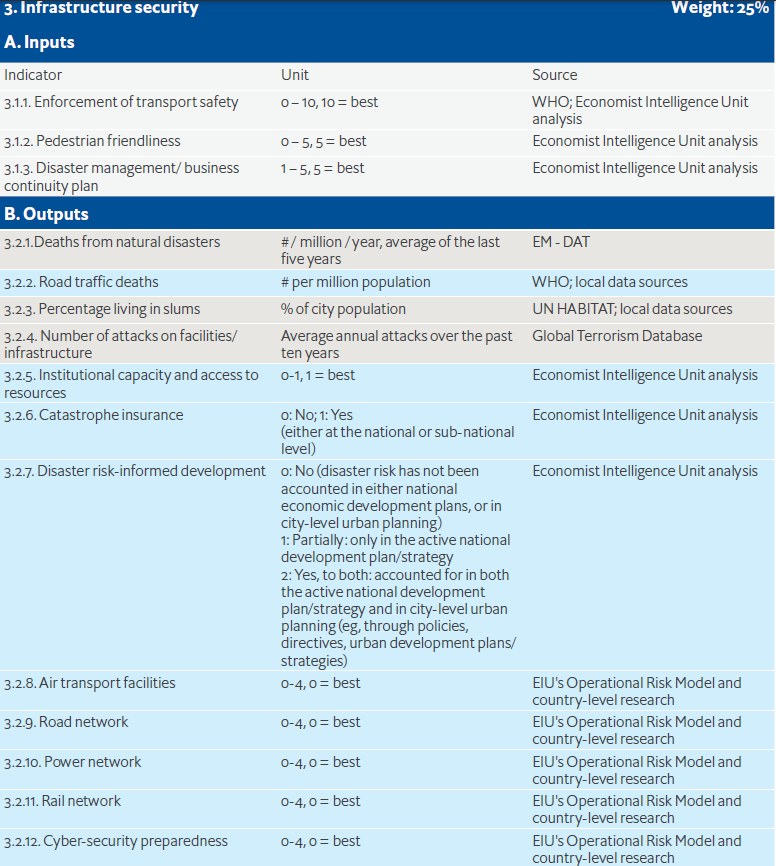 3. Infrastructure security Weight: 25%
A. Inputs
Indicator Unit Source
3.1.1. Enforcement of transport safety 0 – 10, 10 = best WHO; Economist Intelligence Unit
analysis
3.1.2. Pedestrian friendliness 0 – 5, 5 = best Economist Intelligence Unit analysis
3.1.3. Disaster management/ business 1 – 5, 5 = best Economist Intelligence Unit analysis
continuity plan
B. Outputs
3.2.1.Deaths from natural disasters # / million / year, average of the last EM - DAT
five years
3.2.2. Road traffic deaths # per million population WHO; local data sources
3.2.3. Percentage living in slums % of city population UN HABITAT; local data sources
3.2.4. Number of attacks on facilities/ Average annual attacks over the past Global Terrorism Database
infrastructure ten years
3.2.5. Institutional capacity and access to 0-1, 1 = best Economist Intelligence Unit analysis
resources
3.2.6. Catastrophe insurance 0: No; 1: Yes Economist Intelligence Unit analysis
(either at the national or sub-national
level)
3.2.7. Disaster risk-informed development 0: No (disaster risk has not been Economist Intelligence Unit analysis
accounted in either national
economic development plans, or in
city-level urban planning)
1: Partially: only in the active national
development plan/strategy
2: Yes, to both: accounted for in both
the active national development
plan/strategy and in city-level urban
planning (eg, through policies,
directives, urban development plans/
strategies)
3.2.8. Air transport facilities 0-4, 0 = best EIU's Operational Risk Model and
country-level research
3.2.9. Road network 0-4, 0 = best EIU's Operational Risk Model and
country-level research
3.2.10. Power network 0-4, 0 = best EIU's Operational Risk Model and
country-level research
3.2.11. Rail network 0-4, 0 = best EIU's Operational Risk Model and
country-level research
3.2.12. Cyber-security preparedness 0-4, 0 = best EIU's Operational Risk Model and
country-level research